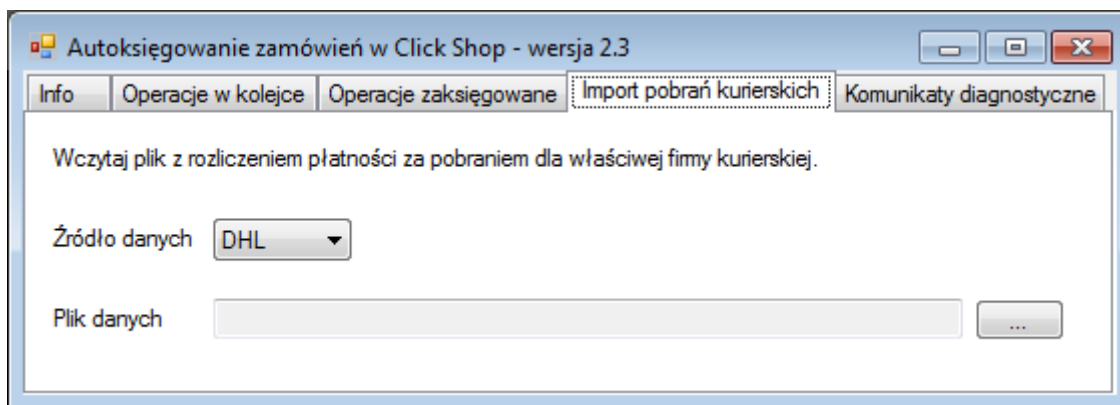 Autoksięgowanie zamówień w Click Shop - wersja 2.3
Info Operacje w kolejce Operacje zaksięgowane Import pobrań kurierskich Komunikaty diagnostyczne
Wczytaj plik z rozliczeniem płatności za pobraniem dla właściwej firmy kurierskiej.
Źródło danych DHL
Plik danych ...